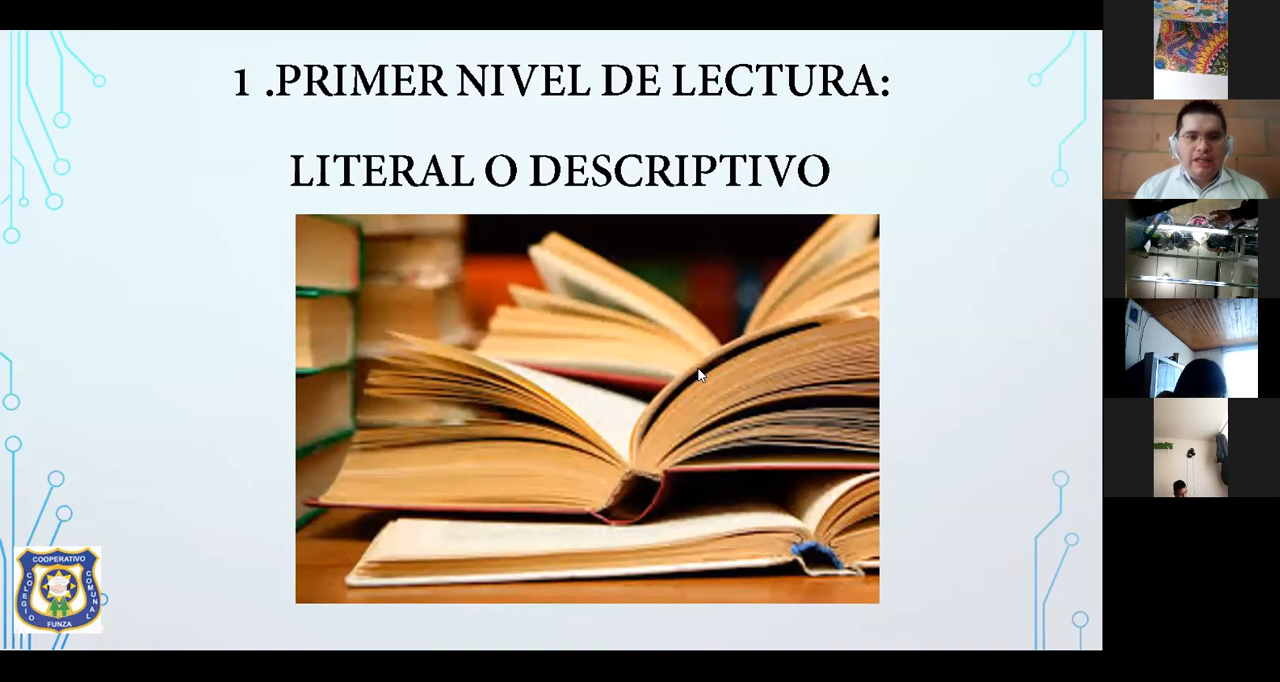 1 .PRIMER NIVEL DE LECTURA:
LITERAL O DESCRIPTIVO
COOPERATIVO
COLEGIO
COMUNAL
FUNZA